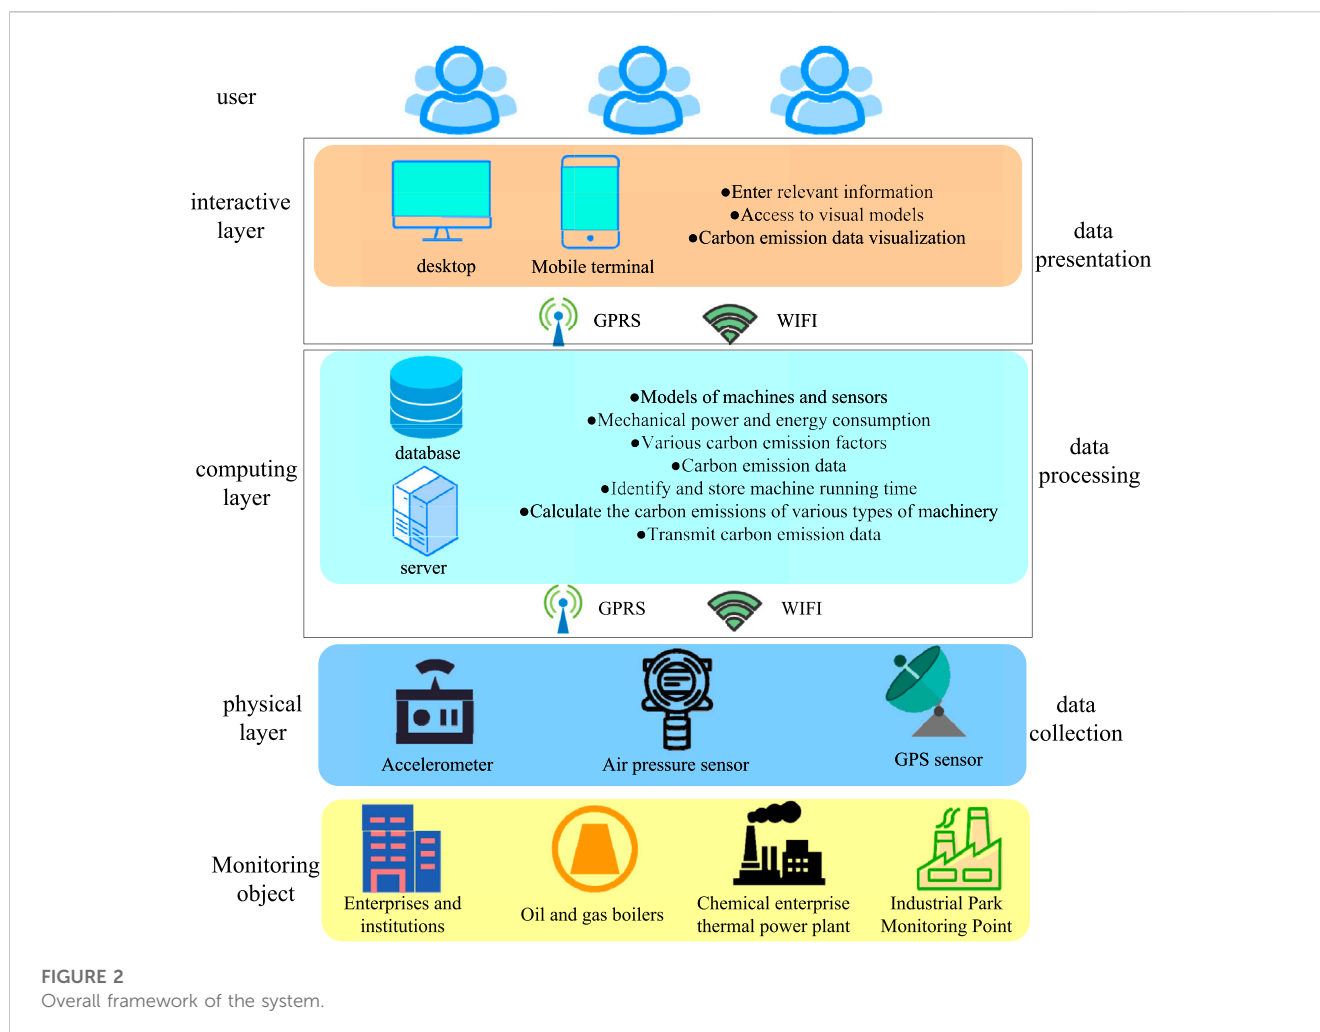 user
interactive
layer
desktop
Mobile terminal
●Enter relevant information
●Access to visual models
●Carbon emission data visualization
data
presentation
GPRS
WIFI
computing
layer
database
server
●Models of machines and sensors
●Mechanical power and energy consumption
●Various carbon emission factors
●Carbon emission data
●Identify and store machine running time
●Calculate the carbon emissions of various types of machinery
●Transmit carbon emission data
data
processing
GPRS
WIFI
physical
layer
Accelerometer
Air pressure sensor
GPS sensor
data
collection
Monitoring
object
Enterprises and
institutions
Oil and gas boilers
Chemical enterprise
thermal power plant
Industrial Park
Monitoring Point
FIGURE 2
Overall framework of the system.